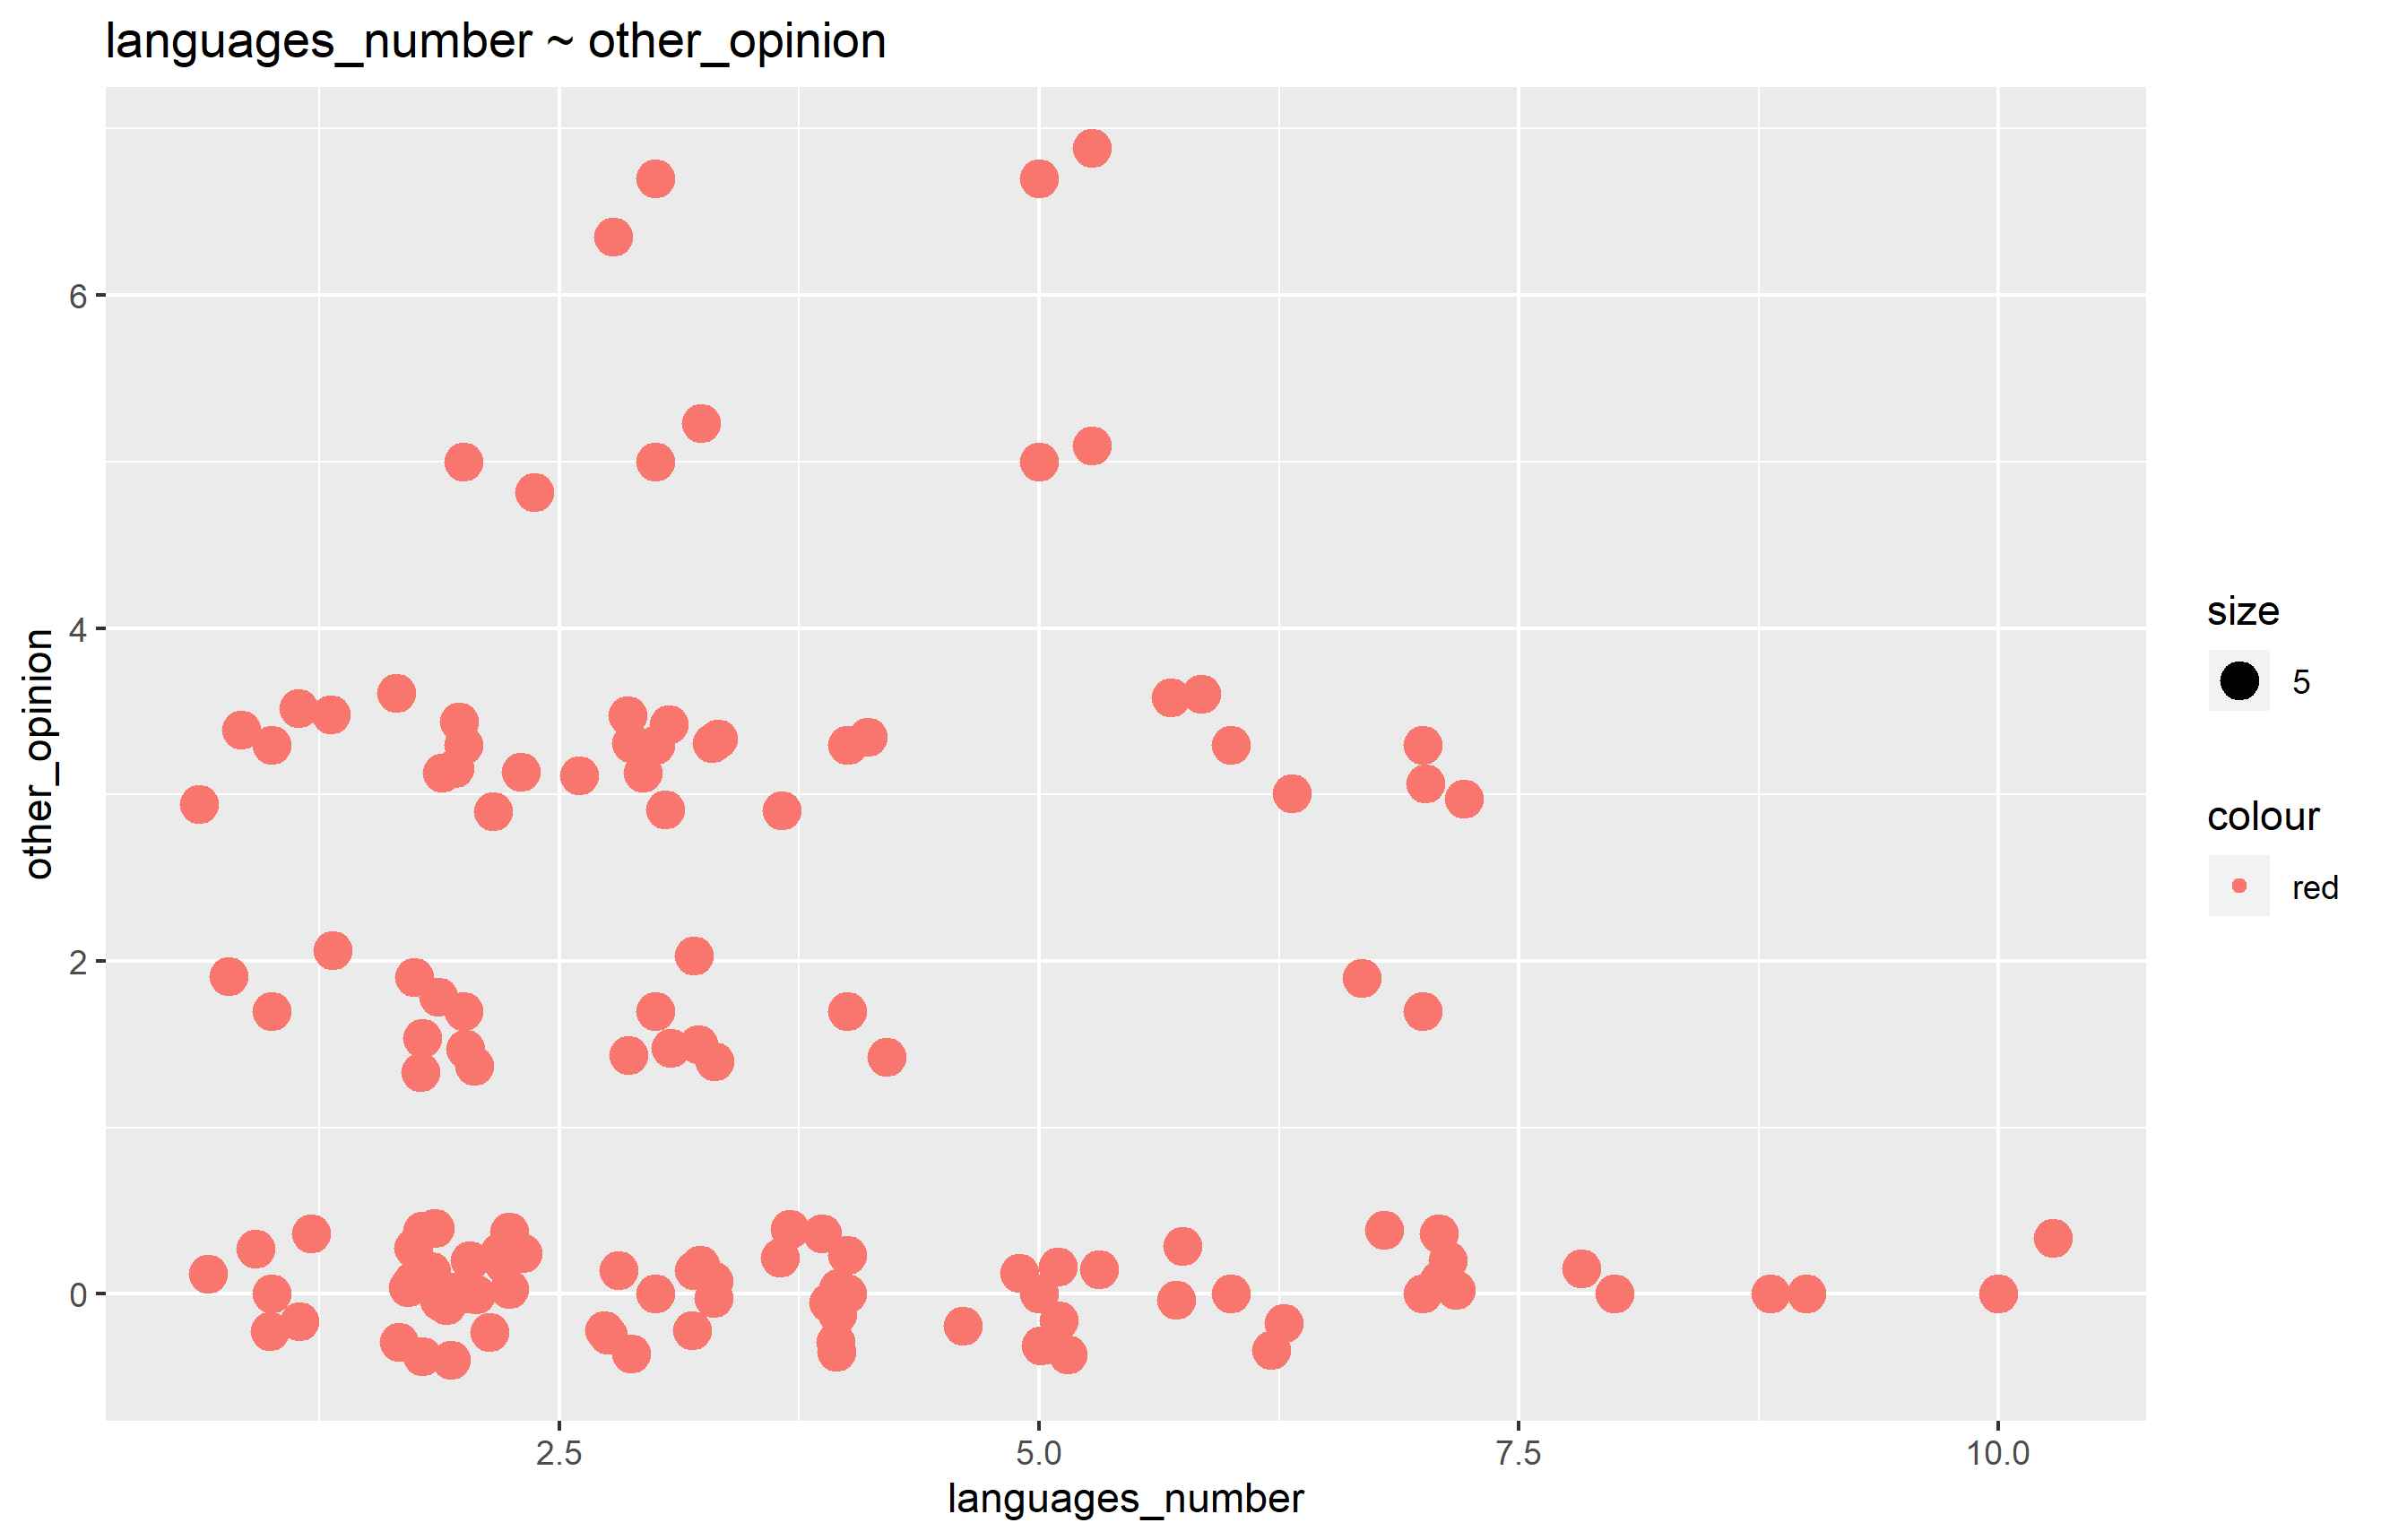 languages_number ~ other_opinion
other_opinion
6
4
2
0
2.5
5.0
7.5
10.0
languages_number
size
5
colour
red